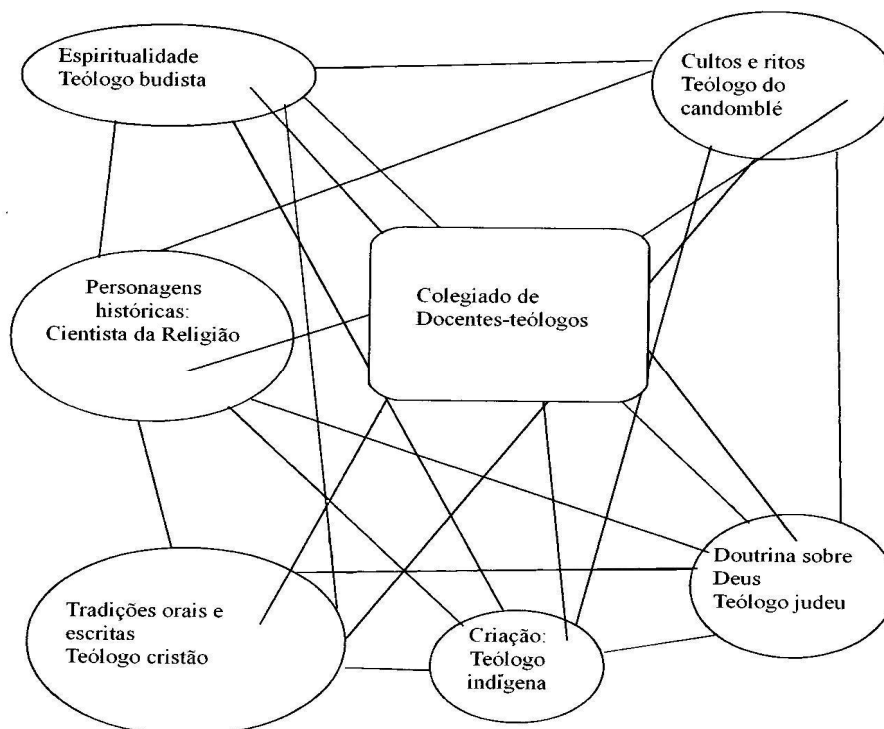 Espiritualidade
Teólogo budista
Cultos e ritos
Teólogo do
candomblé
Personagens
históricas:
Cientista da Religião
Colegiado de
Docentes-teólogos
Tradições orais e
escritas
Teólogo cristão
Criação:
Teólogo
indígena
Doutrina sobre
Deus
Teólogo judeu